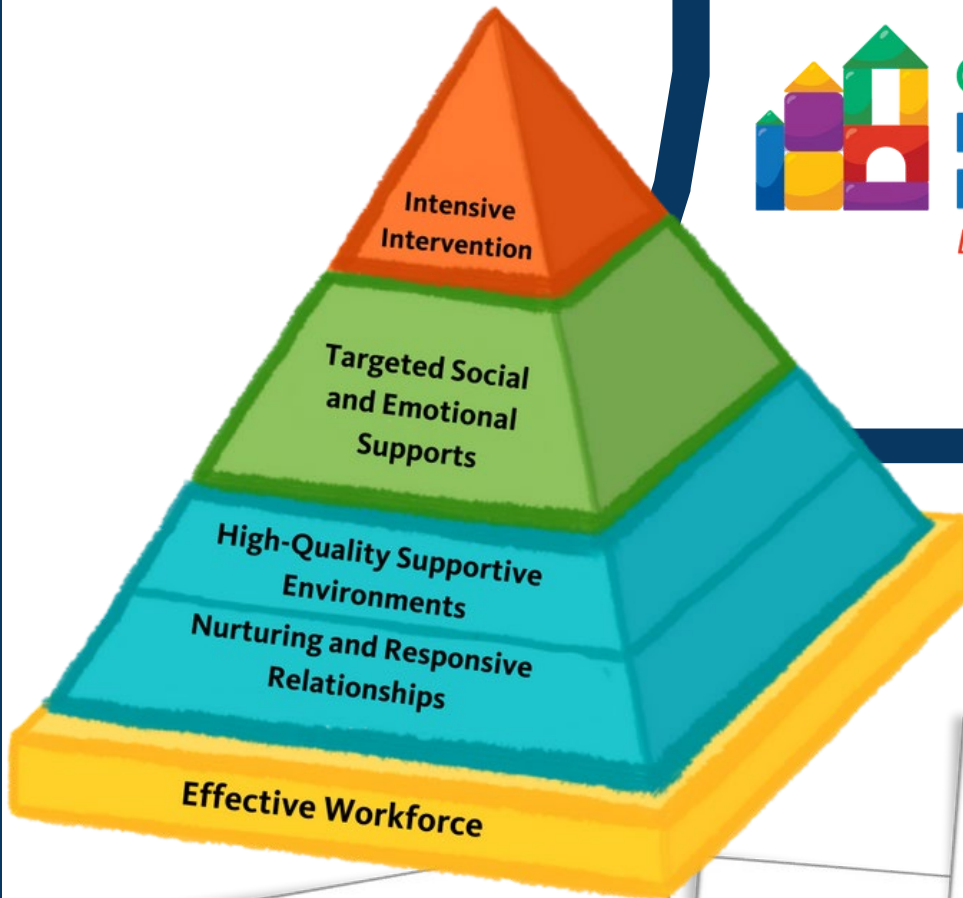 Intensive
Intervention
Targeted Social
and Emotional
Supports
High-Quality Supportive
Environments
Nurturing and Responsive
Relationships
Effective Workforce